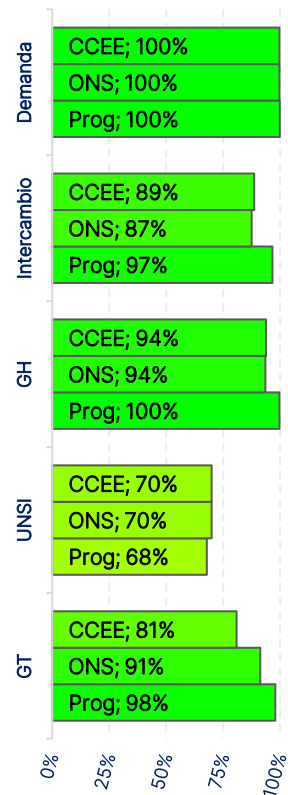 Demanda
CCEE; 100%
ONS; 100%
Prog; 100%
Intercambio
CCEE; 89%
ONS; 87%
Prog; 97%
GH
CCEE; 94%
ONS; 94%
Prog; 100%
UNSI
CCEE; 70%
ONS; 70%
Prog; 68%
GT
CCEE; 81%
ONS; 91%
Prog; 98%
0%
25%
50%
75%
100%